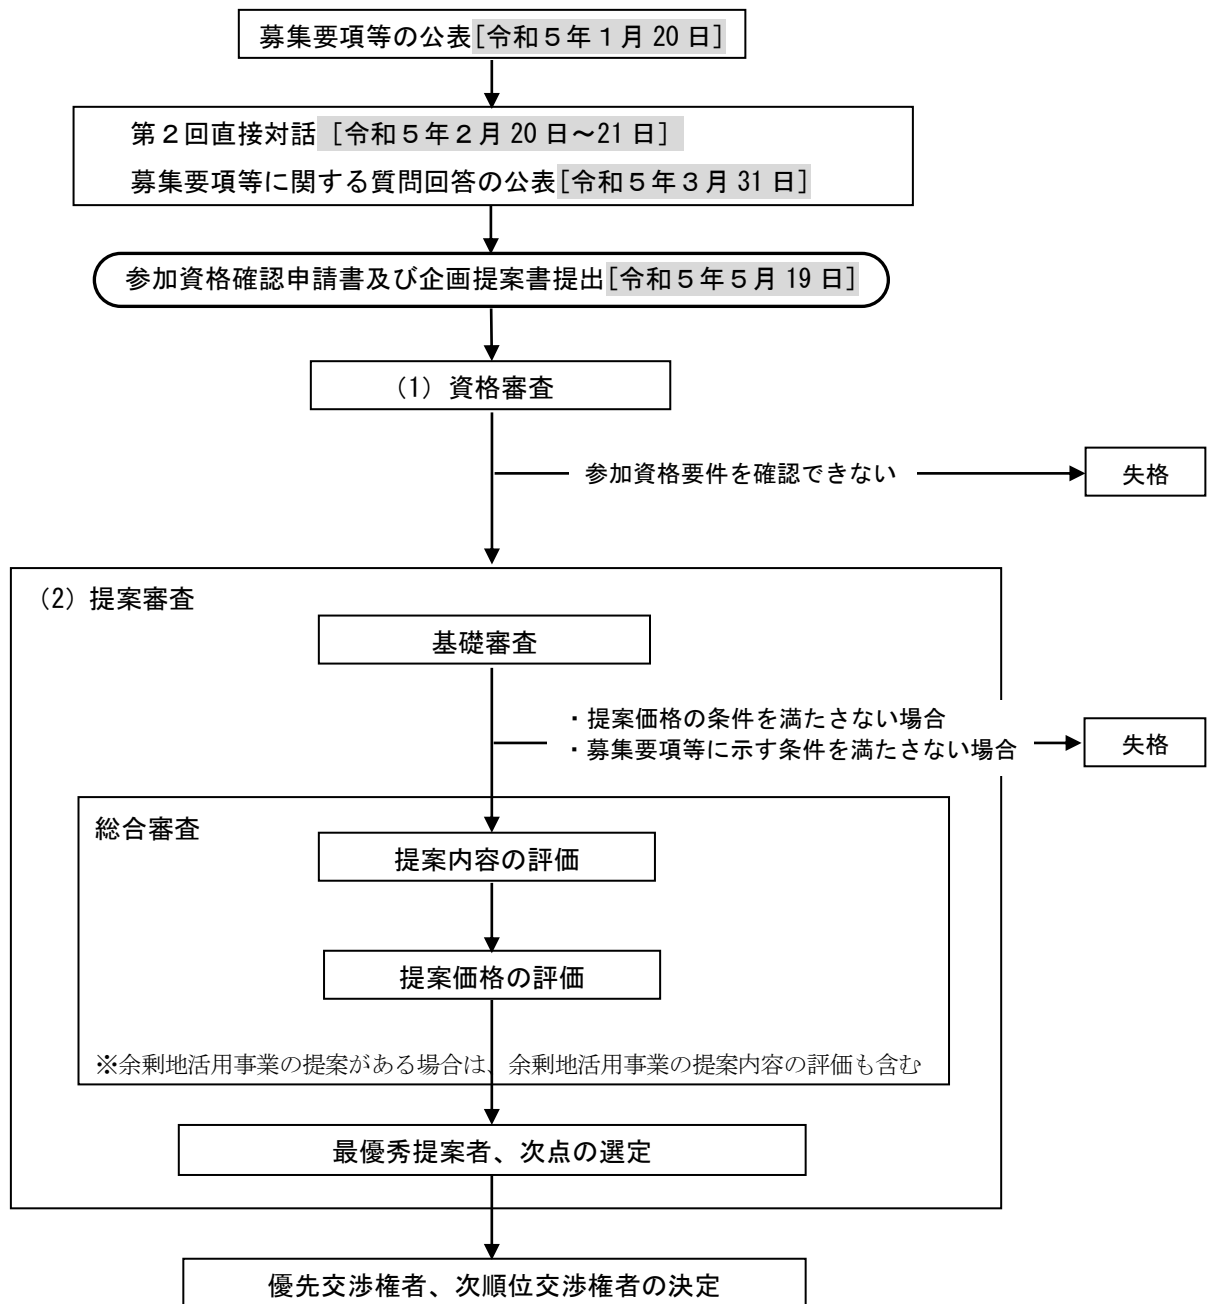 募集要項等の公表[令和５年１月20日]
第２回直接対話［令和５年２月20日～21日］
募集要項等に関する質問回答の公表[令和５年３月31日]
参加資格確認申請書及び企画提案書提出[令和５年５月19日]
(1) 資格審査
参加資格要件を確認できない
失格
(2) 提案審査
基礎審査
・提案価格の条件を満たさない場合
・募集要項等に示す条件を満たさない場合
失格
総合審査
提案内容の評価
提案価格の評価
※余剰地活用事業の提案がある場合は、余剰地活用事業の提案内容の評価も含む
最優秀提案者、次点の選定
優先交渉権者、次順位交渉権者の決定